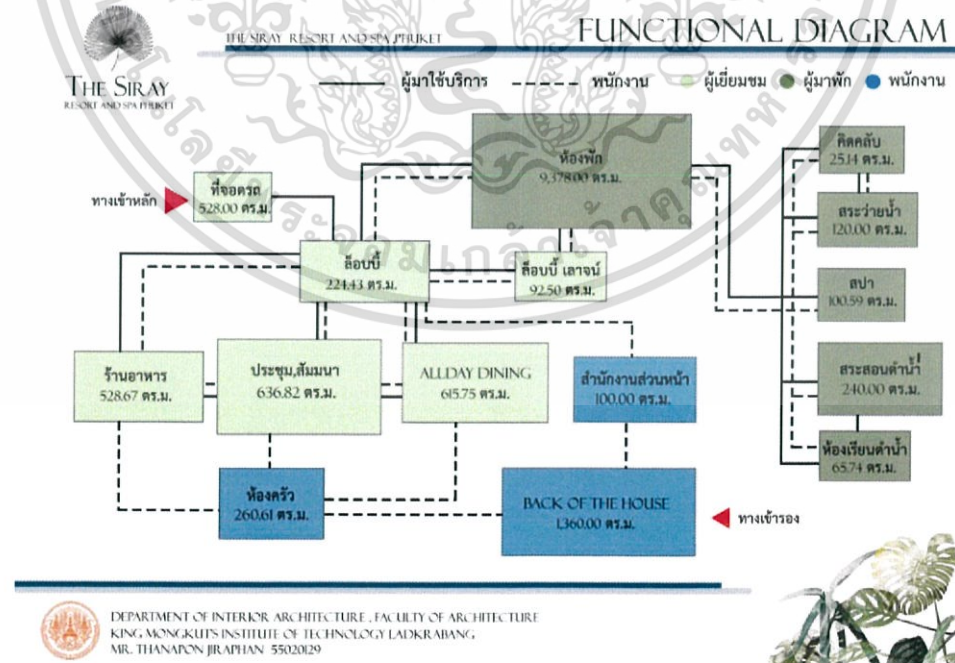 THE SIRAY RESORT AND SPA PHUKET
FUNCTIONAL DIAGRAM
THE SIRAY
RESORT AND SPA PHUKET
ผู้มาใช้บริการ
พนักงาน
ผู้เยี่ยมชม
ผู้มาพัก
พนักงาน
ห้องพัก
9,378.00 ตร.ม.
คิดคลับ
25.14 ตร.ม.
ทางเข้าหลัก
ที่จอดรถ
528.00 ตร.ม.
สระว่ายน้ำ
120.00 ตร.ม.
ล็อบบี้
224.43 ตร.ม.
ล็อบบี้ เลาจน์
92.50 ตร.ม.
สปา
100.59 ตร.ม.
ร้านอาหาร
528.67 ตร.ม.
ประชุม,สัมมนา
636.82 ตร.ม.
ALLDAY DINING
615.75 ตร.ม.
สำนักงานส่วนหน้า
100.00 ตร.ม.
สระสอนดำน้ำ
240.00 ตร.ม.
ห้องเรียนดำน้ำ
65.74 ตร.ม.
ห้องครัว
260.61 ตร.ม.
BACK OF THE HOUSE
1,360.00 ตร.ม.
ทางเข้ารอง
DEPARTMENT OF INTERIOR ARCHITECTURE , FACULTY OF ARCHITECTURE
KING MONGKUT'S INSTITUTE OF TECHNOLOGY LADKRABANG
MR. THANAPON JIRAPHAN 55020129